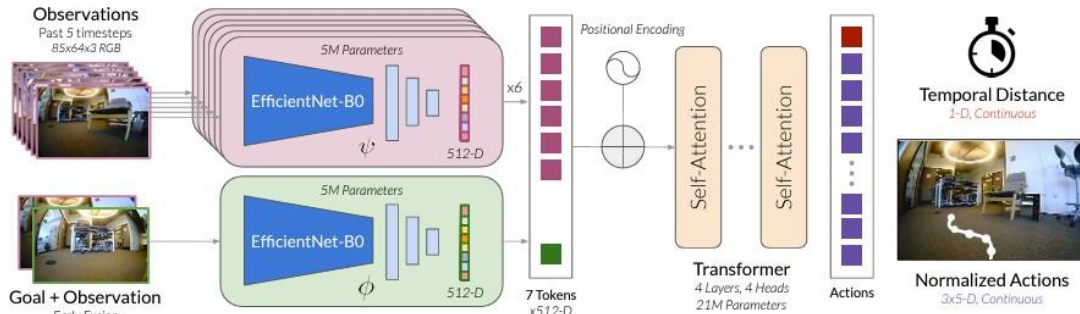 Observations
Past 5 timesteps
85x64x3 RGB
5M Parameters
EfficientNet-B0
ψ
512-D
x6
5M Parameters
EfficientNet-B0
ϕ
512-D
Goal + Observation
Early Fusion
7 Tokens
x512-D
Positional Encoding
Self-Attention
Self-Attention
Transformer
4 Layers, 4 Heads
21M Parameters
Actions
Temporal Distance
1-D, Continuous
Normalized Actions
3x5-D, Continuous